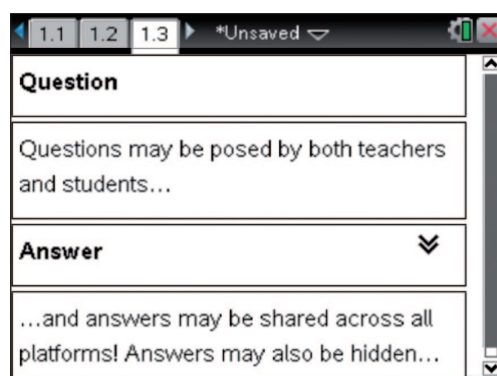 1.1 1.2 1.3 *Unsaved
Question
Questions may be posed by both teachers
and students...
Answer
...and answers may be shared across all
platforms! Answers may also be hidden...